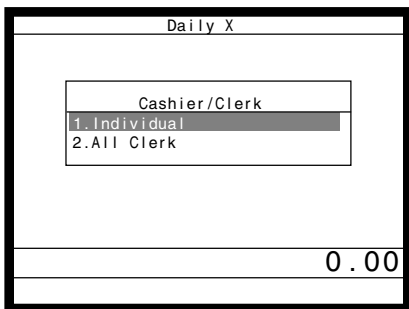 Daily X
Cashier/Clerk
1.Individual
2.All Clerk
0.00